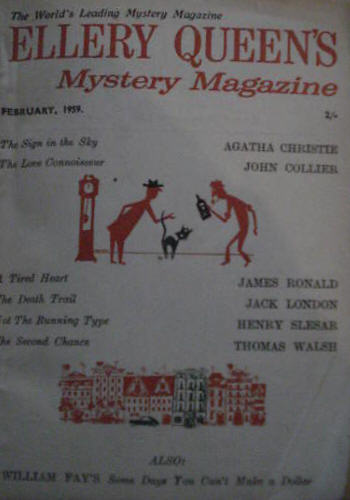 The World's Leading Mystery Magazine
ELLERY QUEEN'S
Mystery Magazine
FEBRUARY, 1959. 2/-
The Sign in the Sky AGATHA CHRISTIE
The Love Connoisseur JOHN COLLIER
A Tired Heart JAMES RONALD
The Death Trail JACK LONDON
Not The Running Type HENRY SLESAR
The Second Chance THOMAS WALSH
ALSO:
WILLIAM FAY'S Some Days You Can't Make a Dollar